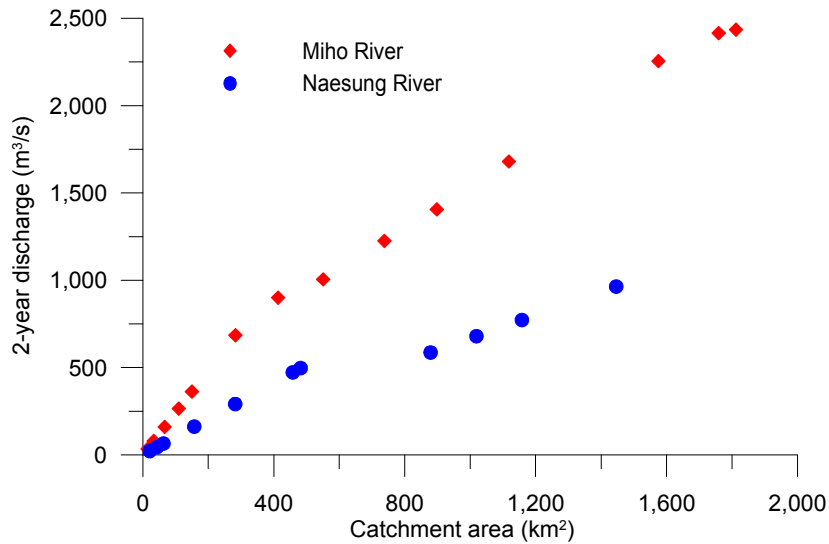 2,500
2,000
1,500
1,000
500
0
2-year discharge (m³/s)
Miho River
Naesung River
0 400 800 1,200 1,600 2,000
Catchment area (km²)